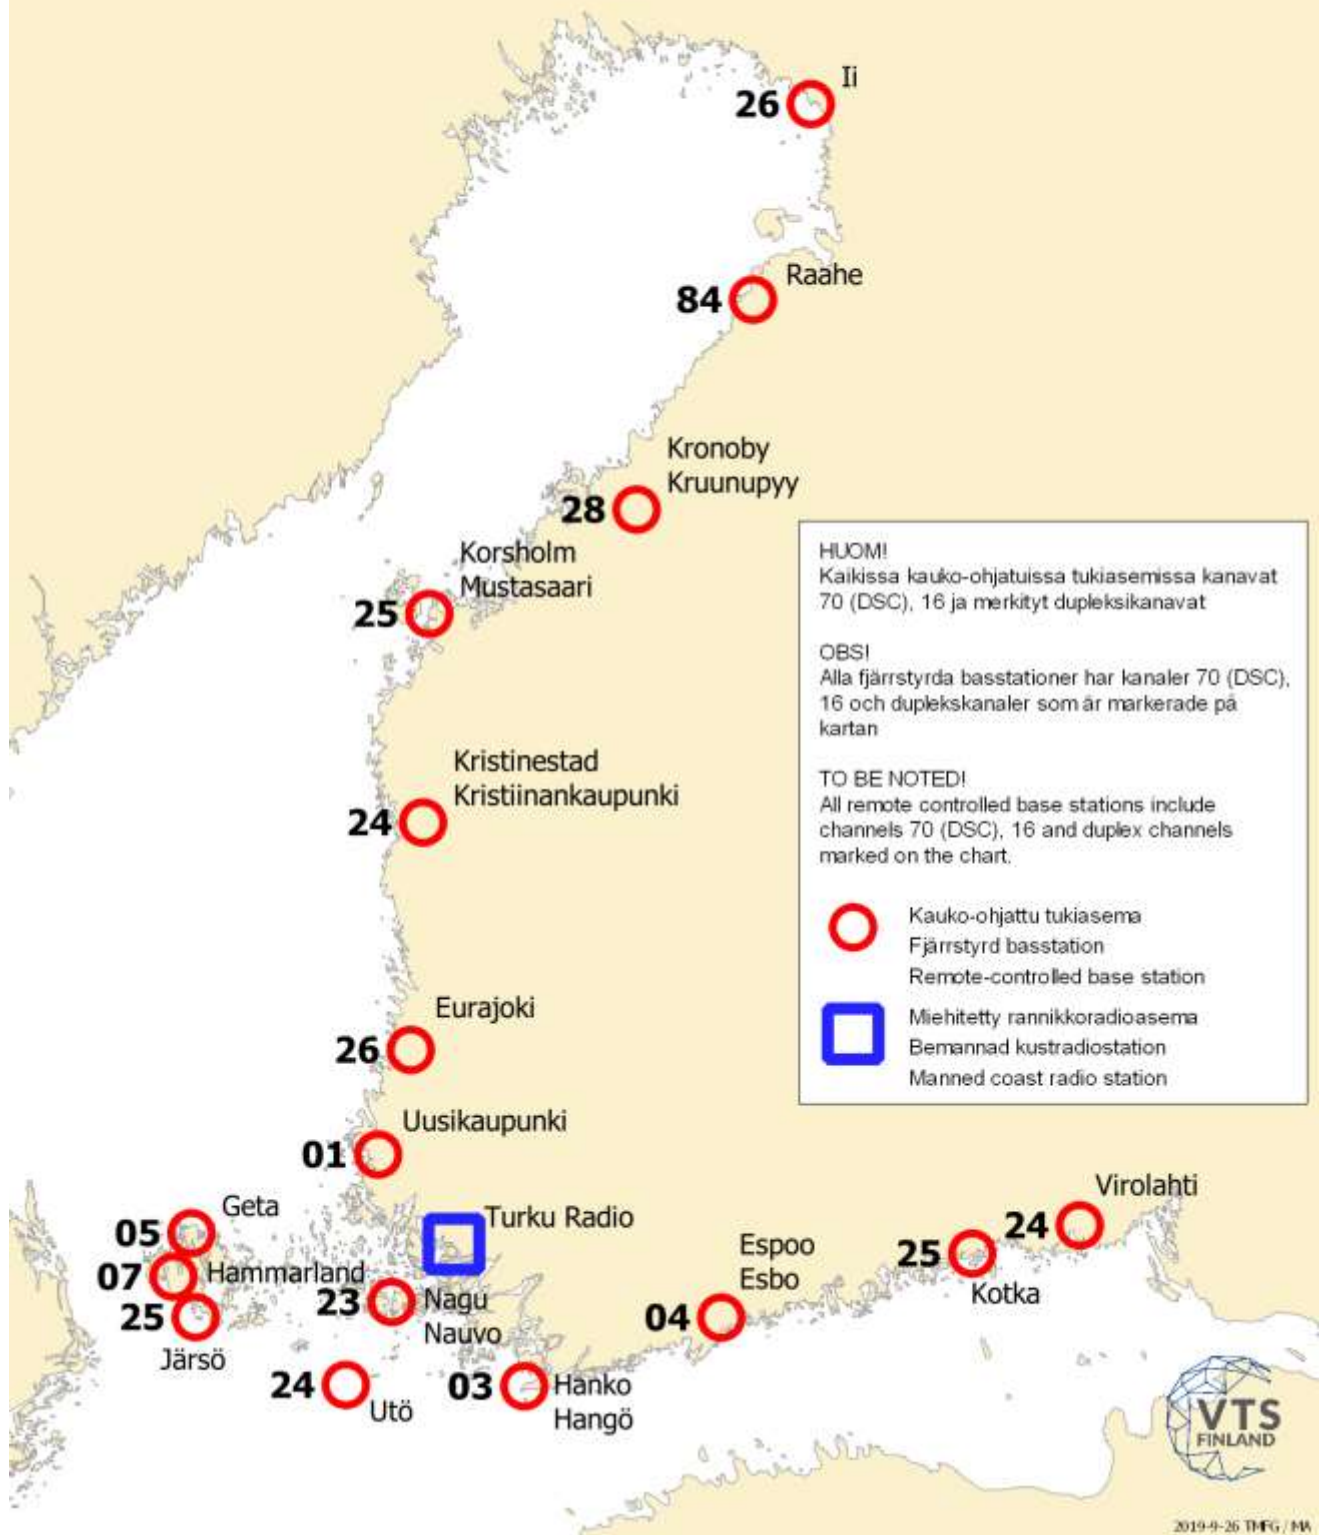 Ii
26
Raahe
84
Kronoby
Kruunupyy
28
Korsholm
Mustasaari
25
HUOM!
Kaikissa kauko-ohjatuissa tukiasemissa kanavat
70 (DSC), 16 ja merkityt dupleksikanavat
OBS!
Alla fjärrstyrda basstationer har kanaler 70 (DSC),
16 och duplekskanaler som är markerade på
kartan
TO BE NOTED!
All remote controlled base stations include
channels 70 (DSC), 16 and duplex channels
marked on the chart.
Kauko-ohjattu tukiasema
Fjärrstyrd basstation
Remote-controlled base station
Miehitetty rannikkoradioasema
Bemannad kustradiostation
Manned coast radio station
Kristinestad
Kristiinankaupunki
24
Eurajoki
26
Uusikaupunki
01
Geta
05
Hammarland
07
25
Järsö
Turku Radio
23
Nagu
Nauvo
24
Utö
03
Hanko
Hangö
Espoo
Esbo
04
25
Kotka
Virolahti
24
VTS
FINLAND
2019-9-26 TMFG / MA